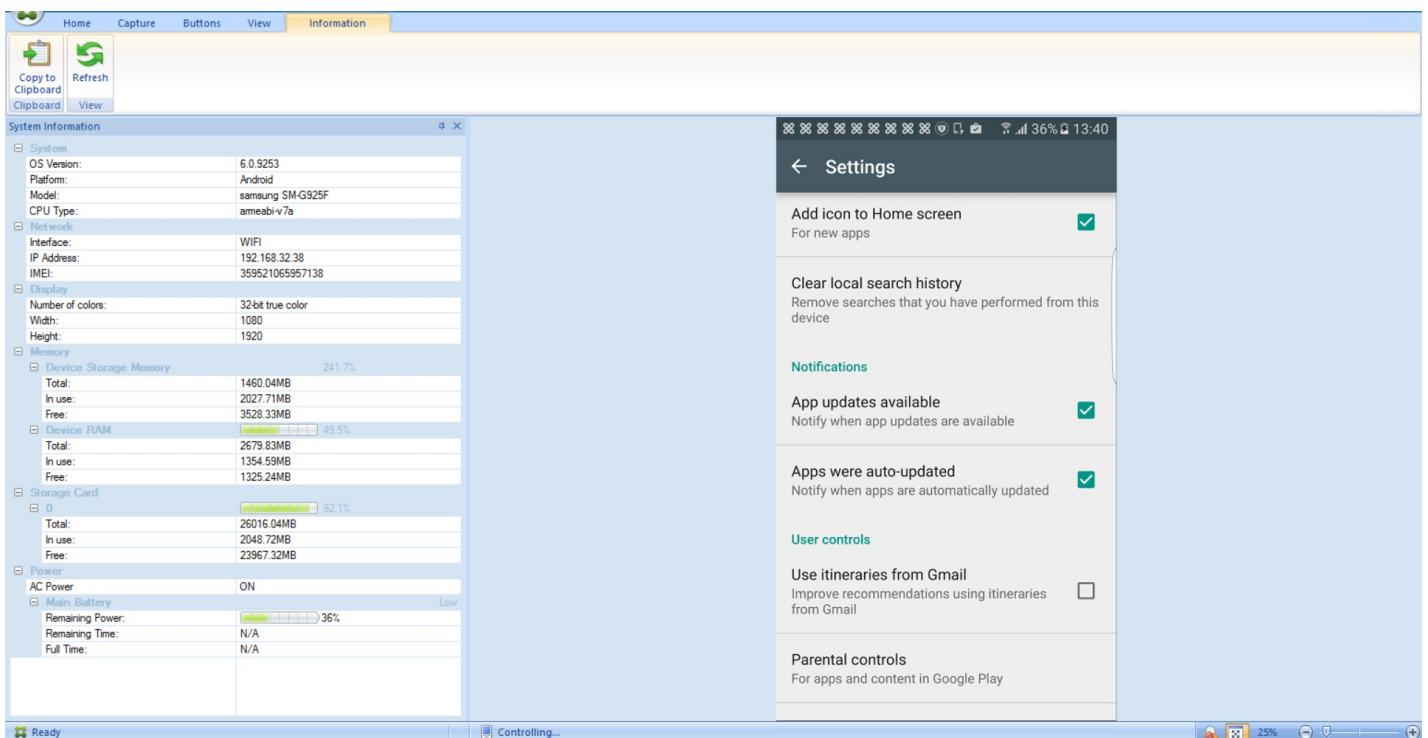 Home Capture Buttons View Information
Copy to Clipboard
Refresh
Clipboard View
System Information
System
OS Version: 6.0.9253
Platform: Android
Model: samsung SM-G925F
CPU Type: armeabi-v7a
Network
Interface: WIFI
IP Address: 192.168.32.38
IMEI: 359521065957138
Display
Number of colors: 32-bit true color
Width: 1080
Height: 1920
Memory
Device Storage Memory 241.7%
Total: 1460.04MB
In use: 2027.71MB
Free: 3528.33MB
Device RAM 49.5%
Total: 2679.83MB
In use: 1354.59MB
Free: 1325.24MB
Storage Card
0 92.1%
Total: 26016.04MB
In use: 2048.72MB
Free: 23967.32MB
Power
AC Power ON
Main Battery Low
Remaining Power: 36%
Remaining Time: N/A
Full Time: N/A
36% 13:40
Settings
Add icon to Home screen
For new apps
Clear local search history
Remove searches that you have performed from this
device
Notifications
App updates available
Notify when app updates are available
Apps were auto-updated
Notify when apps are automatically updated
User controls
Use itineraries from Gmail
Improve recommendations using itineraries
from Gmail
Parental controls
For apps and content in Google Play
Ready
Controlling...
25%